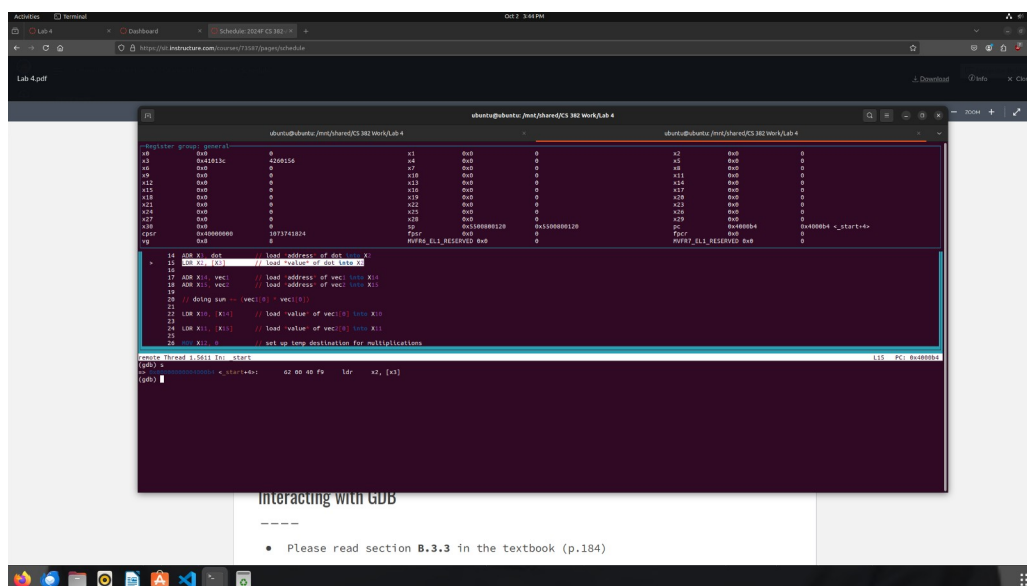 Activities Terminal Oct 2 3:44 PM
Lab 4 × Dashboard × Schedule: 2024F CS 382 - × +
https://sit.instructure.com/courses/73587/pages/schedule
Lab 4.pdf Download Info × Clo
ZOOM +
ubuntu@ubuntu: /mnt/shared/CS 382 Work/Lab 4
ubuntu@ubuntu: /mnt/shared/CS 382 Work/Lab 4 × ubuntu@ubuntu: /mnt/shared/CS 382 Work/Lab 4 ×
Register group: general
x0 0x0 0 x1 0x0 0 x2 0x0 0
x3 0x41013c 4260156 x4 0x0 0 x5 0x0 0
x6 0x0 0 x7 0x0 0 x8 0x0 0
x9 0x0 0 x10 0x0 0 x11 0x0 0
x12 0x0 0 x13 0x0 0 x14 0x0 0
x15 0x0 0 x16 0x0 0 x17 0x0 0
x18 0x0 0 x19 0x0 0 x20 0x0 0
x21 0x0 0 x22 0x0 0 x23 0x0 0
x24 0x0 0 x25 0x0 0 x26 0x0 0
x27 0x0 0 x28 0x0 0 x29 0x0 0
x30 0x0 0 sp 0x5500800120 0x5500800120 pc 0x4000b4 0x4000b4 <_start+4>
cpsr 0x40000000 1073741824 fpsr 0x0 0 fpcr 0x0 0
vg 0x8 8 MVFR6_EL1_RESERVED 0x0 0 MVFR7_EL1_RESERVED 0x0 0
14 ADR X3, dot // load *address* of dot into X3
> 15 LDR X2, [X3] // load *value* of dot into X2
16
17 ADR X14, vec1 // load *address* of vec1 into X14
18 ADR X15, vec2 // load *address* of vec2 into X15
19
20 // doing sum += (vec1[0] * vec1[0])
21
22 LDR X10, [X14] // load *value* of vec1[0] into X10
23
24 LDR X11, [X15] // load *value* of vec2[0] into X11
25
26 MOV X12, 0 // set up temp destination for multiplications
remote Thread 1.5611 In: _start L15 PC: 0x4000b4
(gdb) s
=> 0x00000000004000b4 <_start+4>: 62 00 40 f9 ldr x2, [x3]
(gdb)
Interacting with GDB
————
● Please read section B.3.3 in the textbook (p.184)